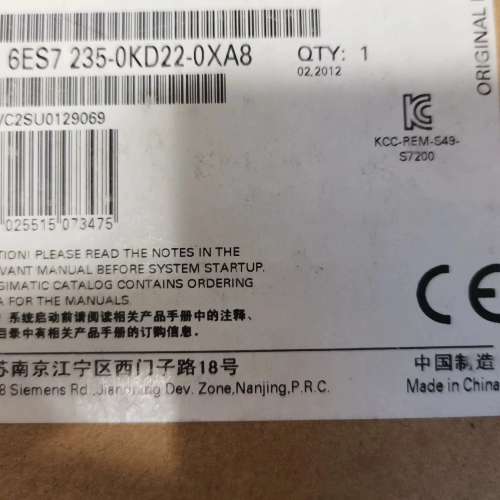 6ES7 235-0KD22-0XA8
QTY: 1
02.2012
ORIGINAL
VC2SU0129069
KCC-REM-S49-
S7200
025515 073475
TION! PLEASE READ THE NOTES IN THE
VANT MANUAL BEFORE SYSTEM STARTUP.
SIMATIC CATALOG CONTAINS ORDERING
A FOR THE MANUALS
系统启动前请阅读相关产品手册中的注释、
目录中有相关产品手册的订购信息.
CE
苏南京江宁区西门子路18号
8 Siemens Rd.,Jiangning Dev. Zone,Nanjing,P.R.C.
中国制造
Made in China